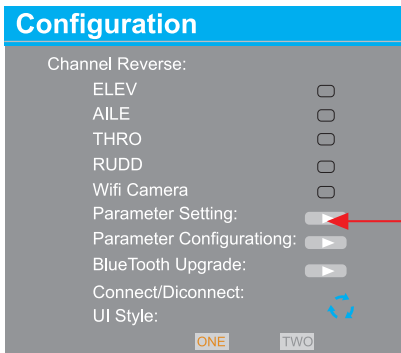 Configuration
Channel Reverse:
ELEV
AILE
THRO
RUDD
Wifi Camera
Parameter Setting:
Parameter Configurationg:
BlueTooth Upgrade:
Connect/Diconnect:
UI Style:
ONE TWO